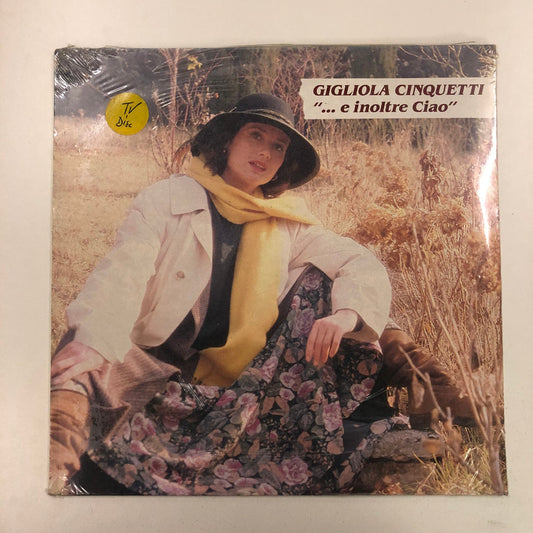 GIGLIOLA CINQUETTI
"... e inoltre Ciao"
TV
Disc